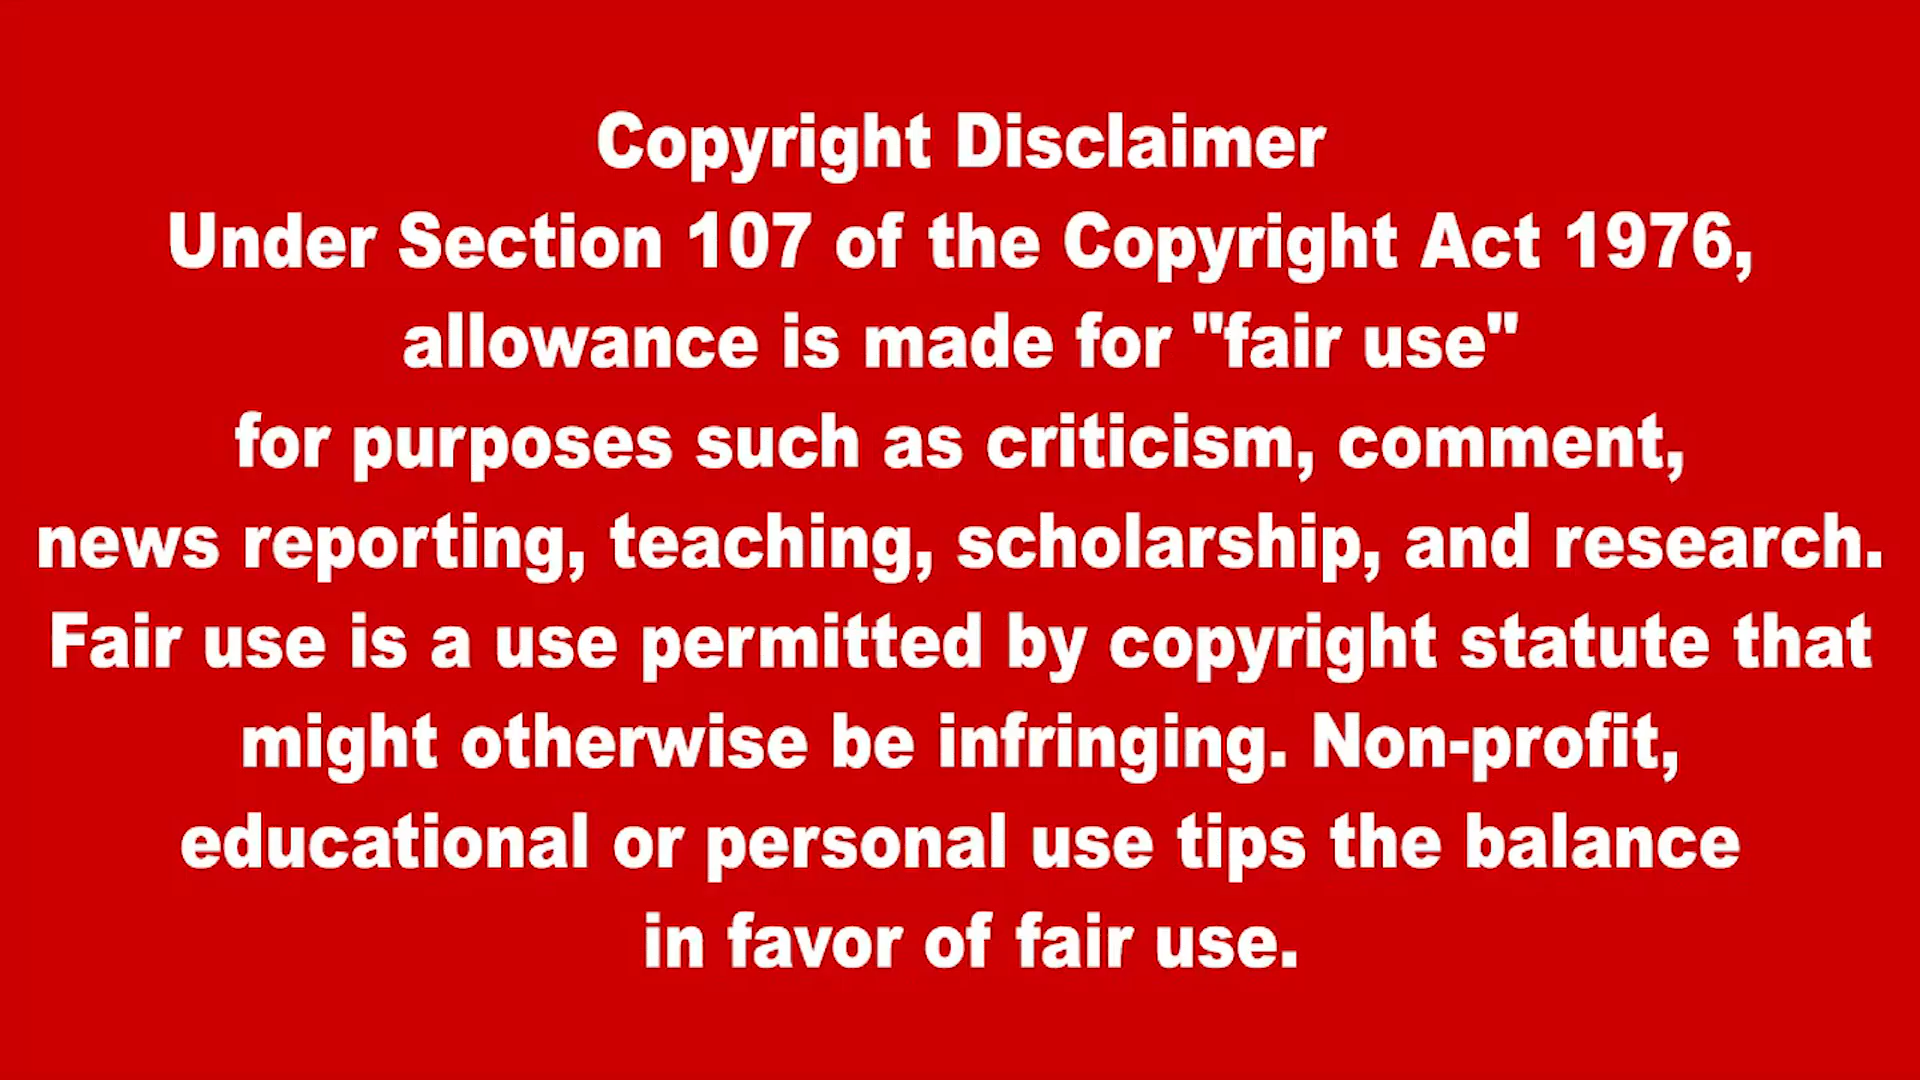 Copyright Disclaimer
Under Section 107 of the Copyright Act 1976,
allowance is made for "fair use"
for purposes such as criticism, comment,
news reporting, teaching, scholarship, and research.
Fair use is a use permitted by copyright statute that
might otherwise be infringing. Non-profit,
educational or personal use tips the balance
in favor of fair use.